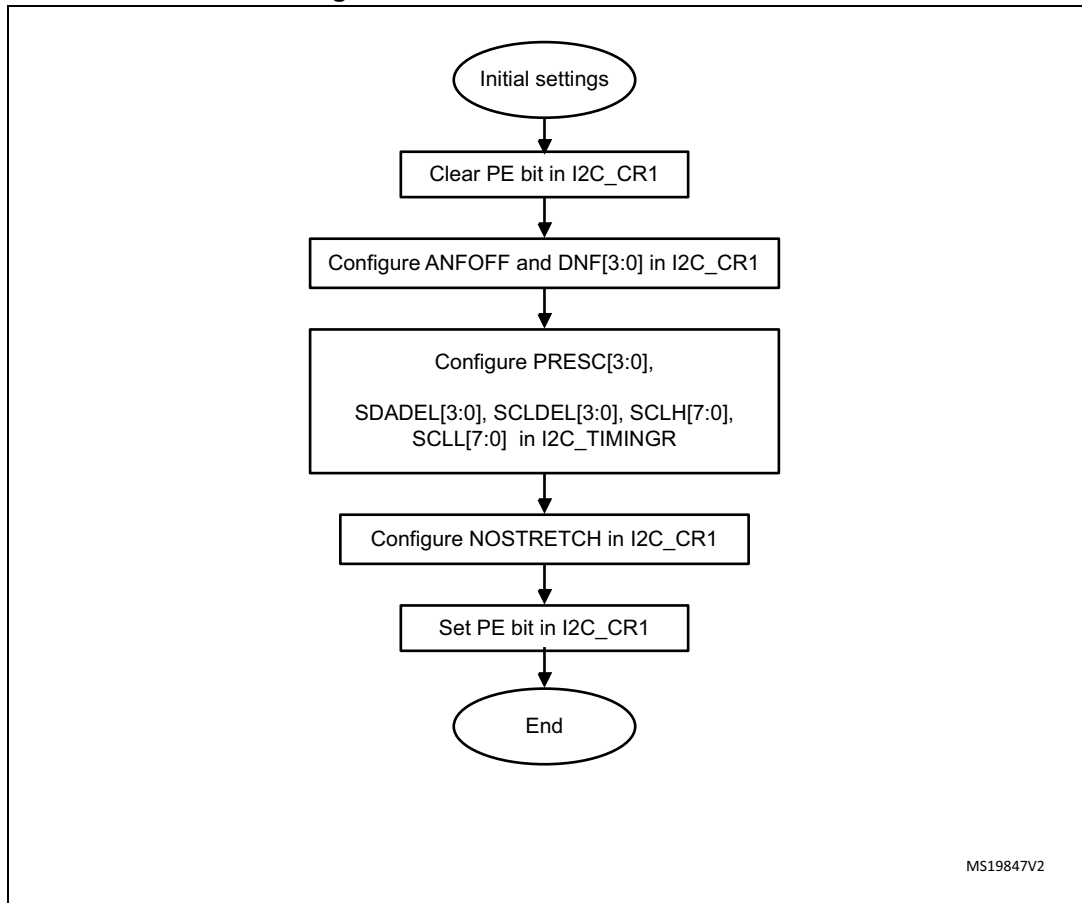 Initial settings
Clear PE bit in I2C_CR1
Configure ANFOFF and DNF[3:0] in I2C_CR1
Configure PRESC[3:0],
SDADEL[3:0], SCLDEL[3:0], SCLH[7:0],
SCLL[7:0] in I2C_TIMINGR
Configure NOSTRETCH in I2C_CR1
Set PE bit in I2C_CR1
End
MS19847V2